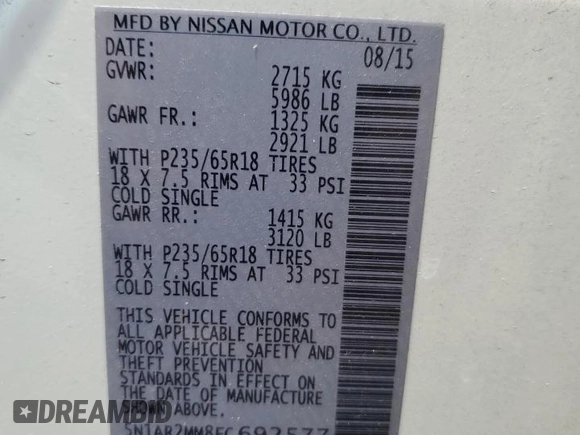 MFD BY NISSAN MOTOR CO., LTD.
DATE: 08/15
GVWR: 2715 KG
5986 LB
GAWR FR.: 1325 KG
2921 LB
WITH P235/65R18 TIRES
18 X 7.5 RIMS AT 33 PSI
COLD SINGLE
GAWR RR.: 1415 KG
3120 LB
WITH P235/65R18 TIRES
18 X 7.5 RIMS AT 33 PSI
COLD SINGLE
THIS VEHICLE CONFORMS TO
ALL APPLICABLE FEDERAL
MOTOR VEHICLE SAFETY AND
THEFT PREVENTION
STANDARDS IN EFFECT ON
THE DATE OF MANUFACTURE
SHOWN ABOVE
5N1AR2MM8FC692577
DREAMBID